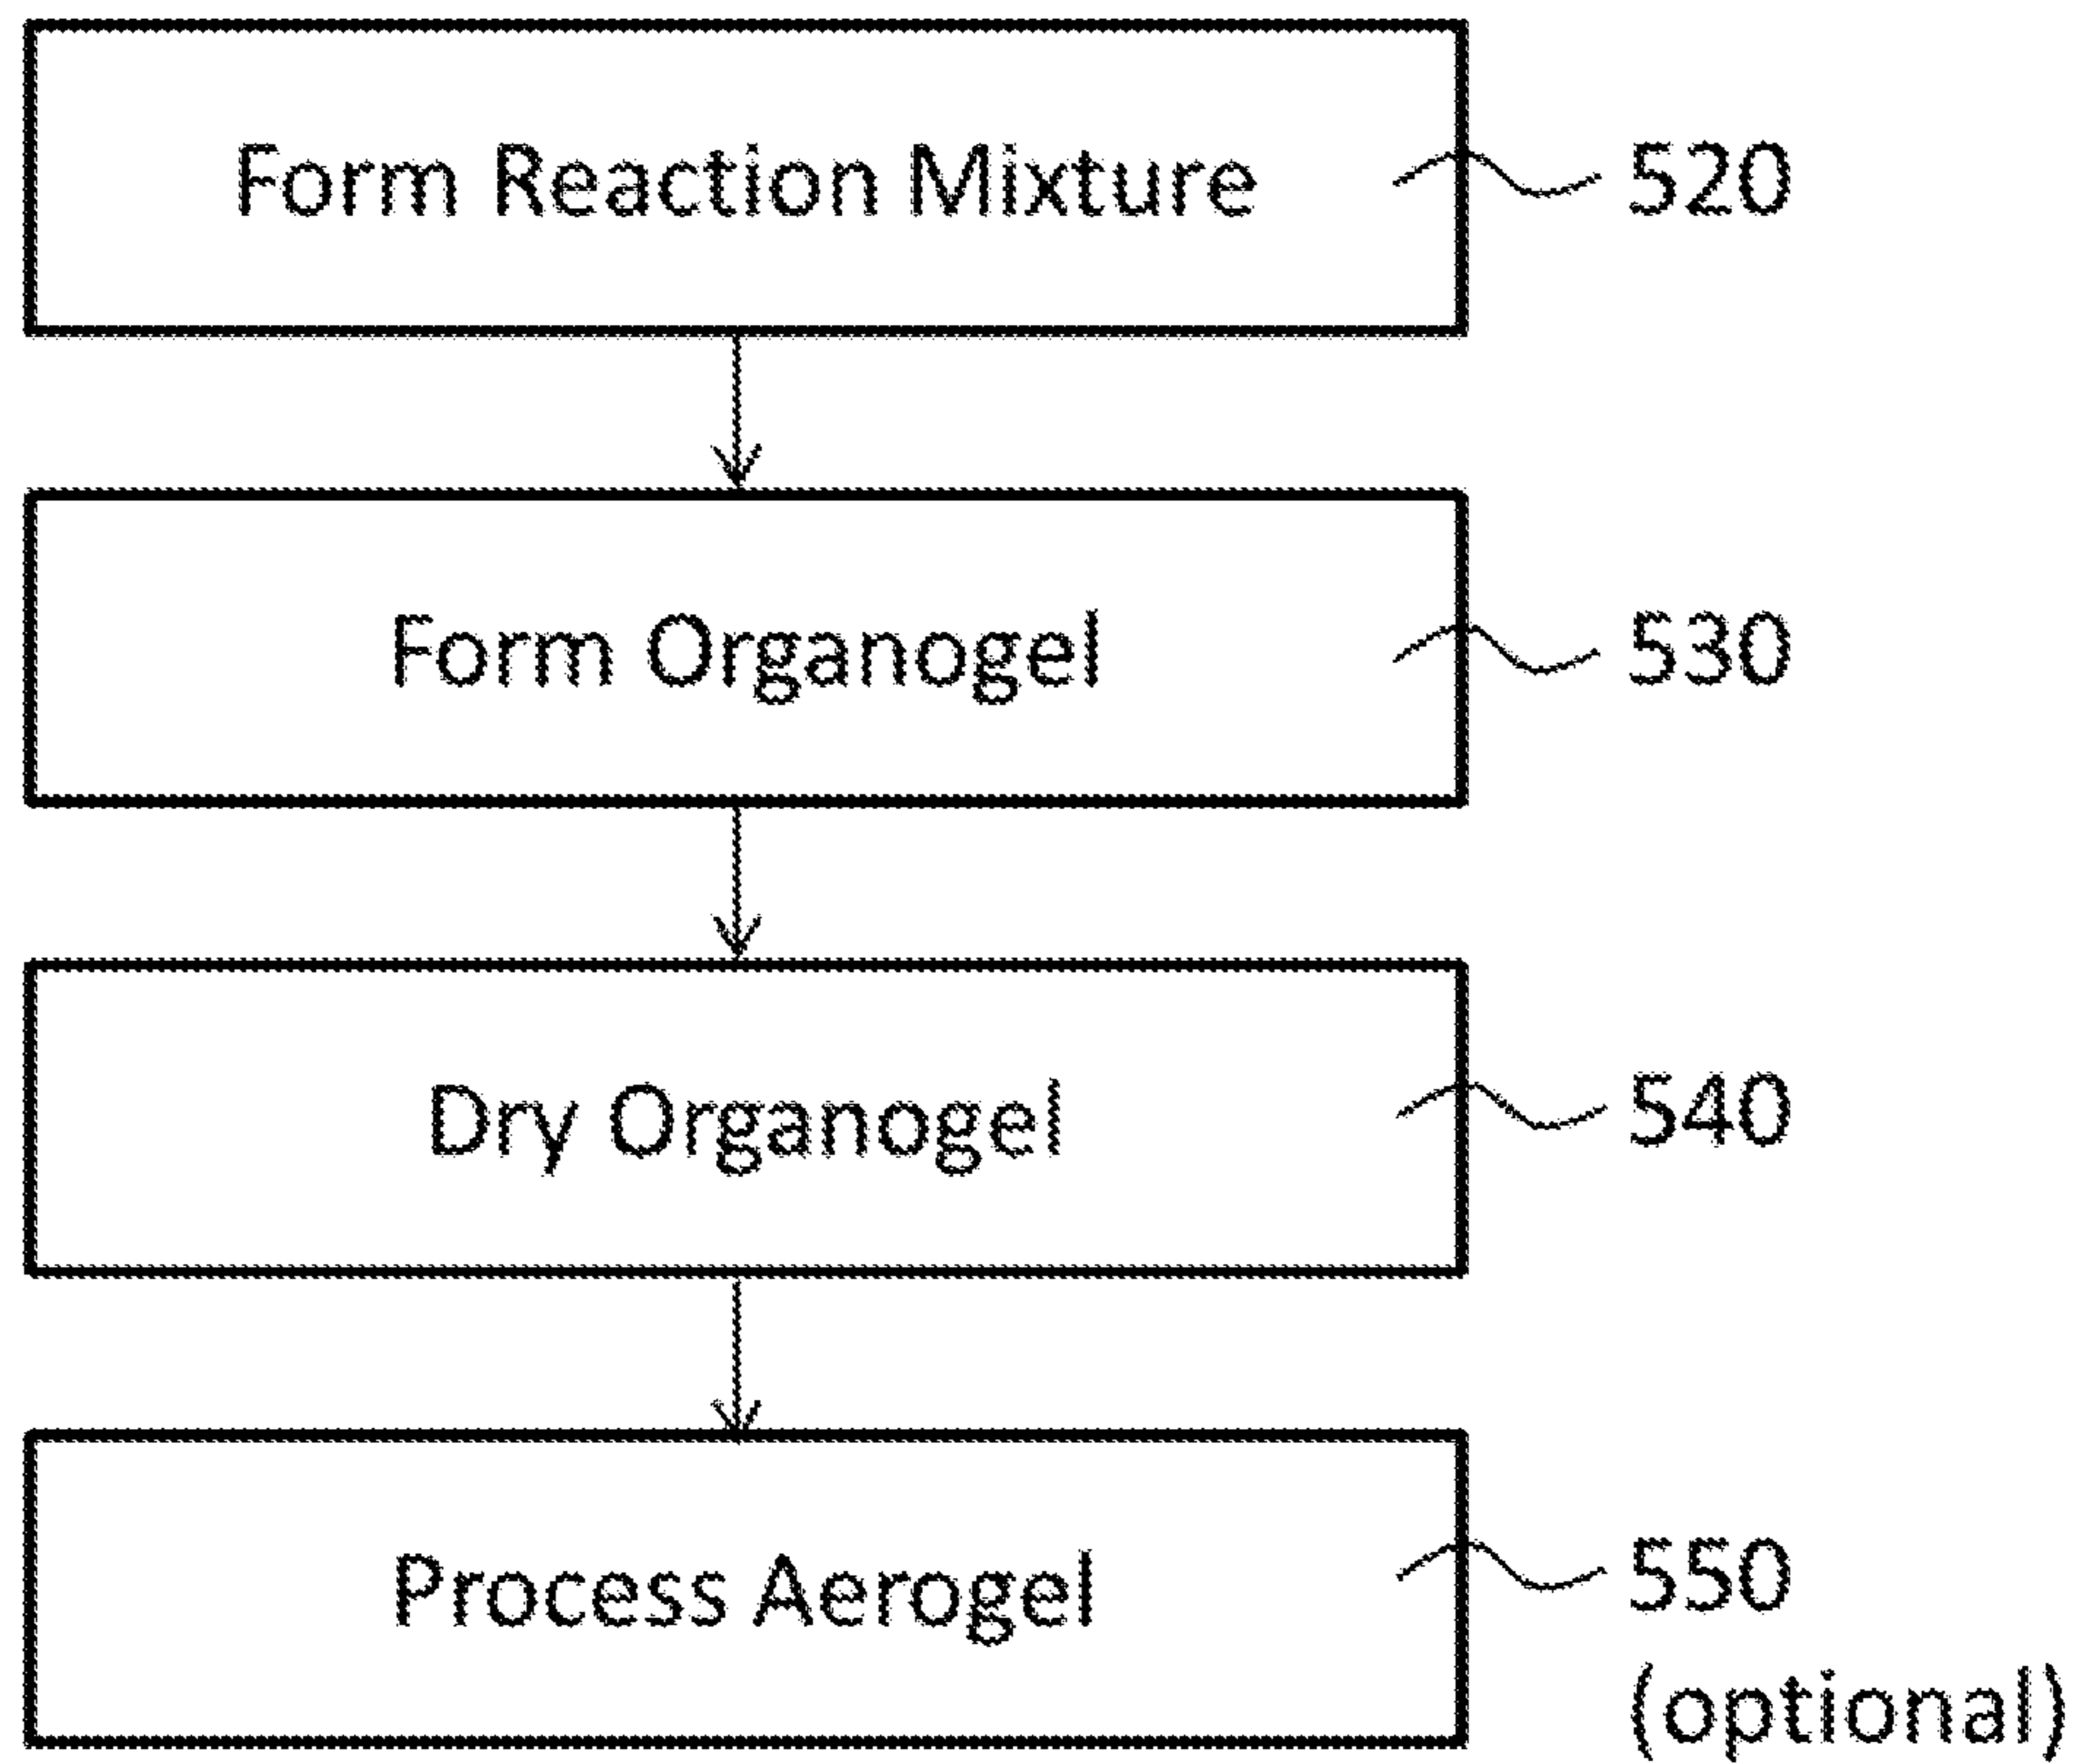 Form Reaction Mixture 520
Form Organogel 530
Dry Organogel 540
Process Aerogel 550
(optional)